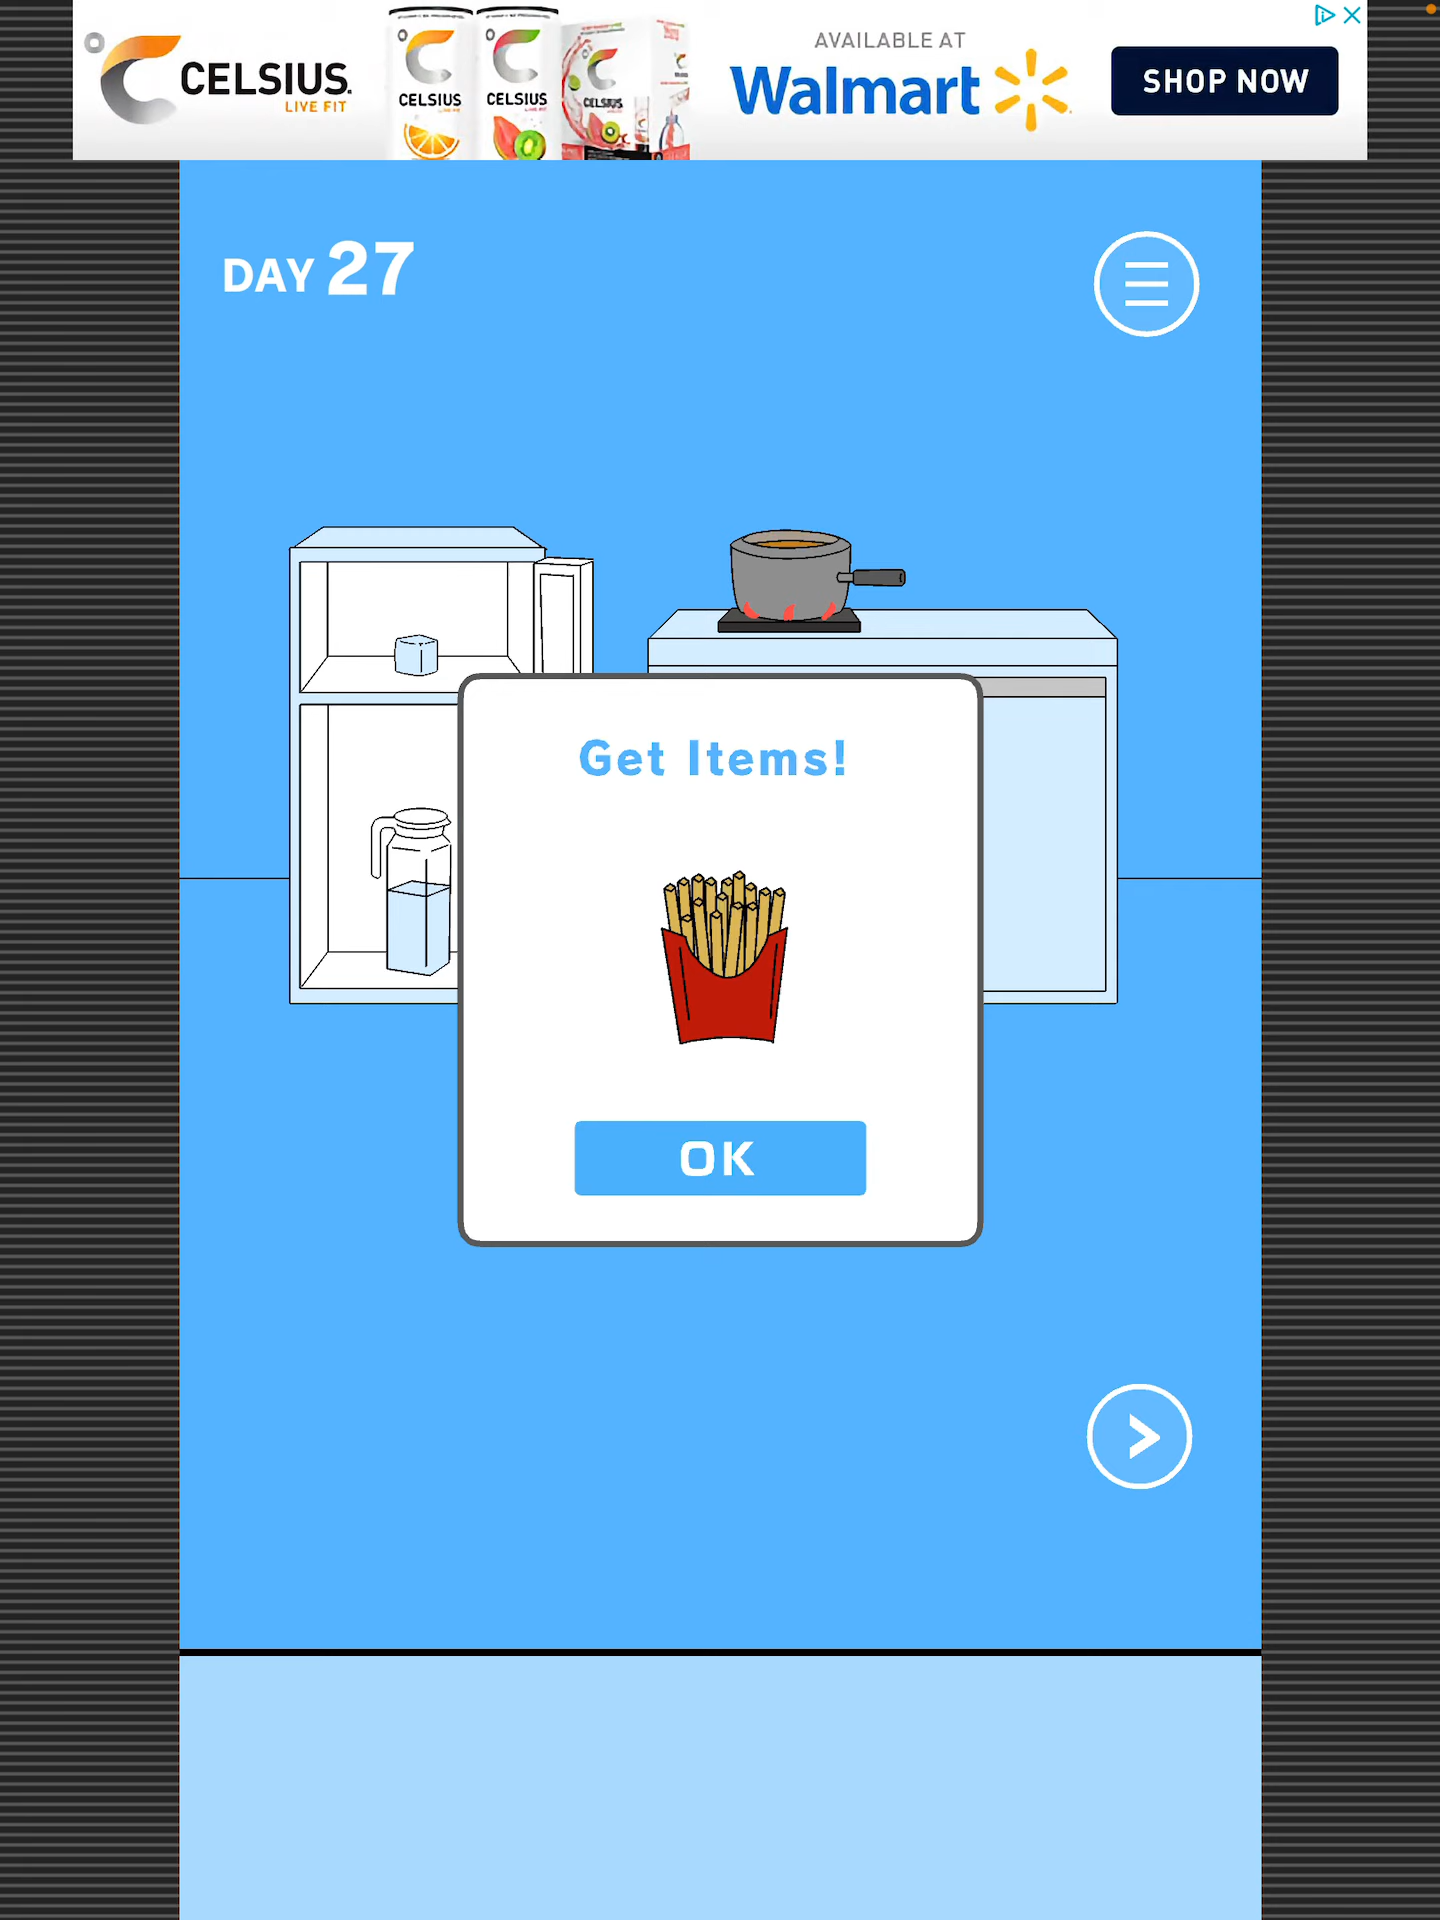 CELSIUS.
LIVE FIT
CELSIUS
CELSIUS
CELSIUS
AVAILABLE AT
Walmart
SHOP NOW
DAY 27
Get Items!
OK